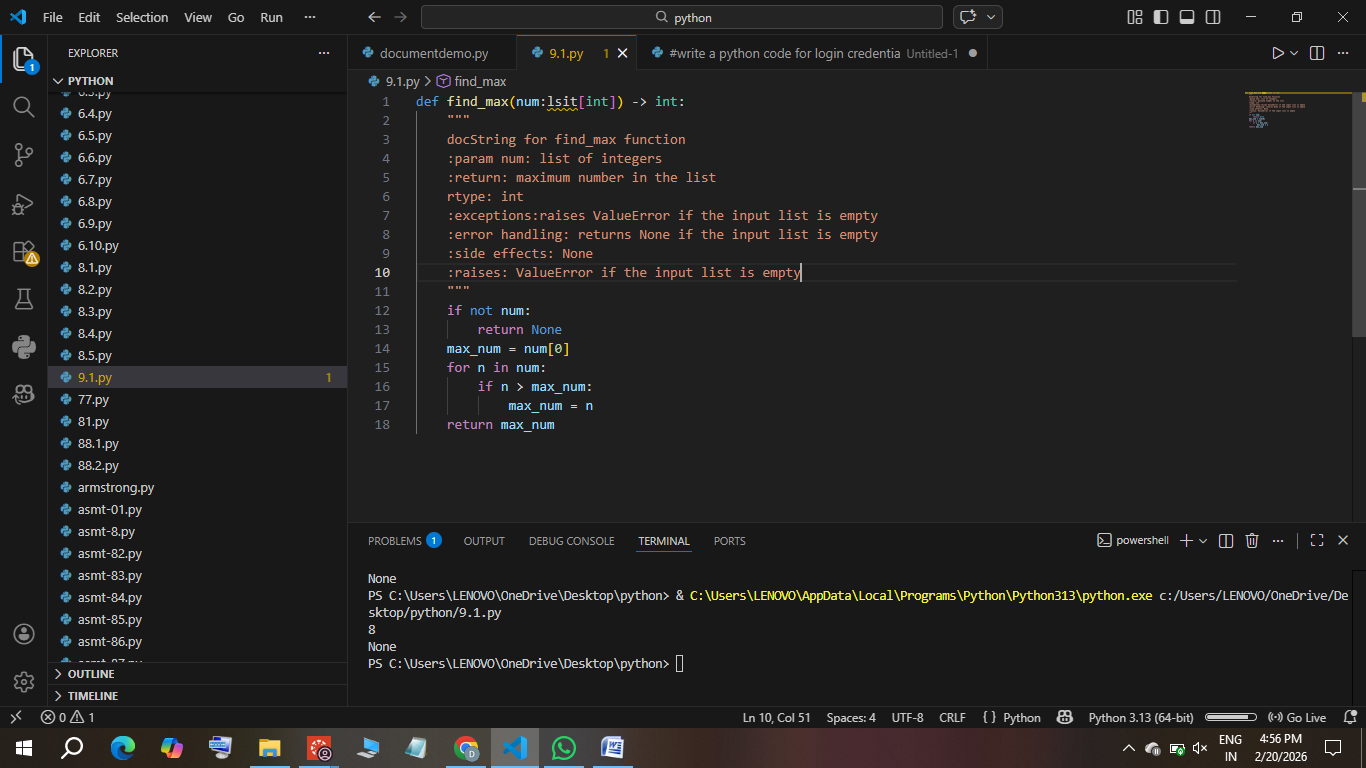 File Edit Selection View Go Run ···
python
EXPLORER ···
PYTHON
6.4.py
6.5.py
6.6.py
6.7.py
6.8.py
6.9.py
6.10.py
8.1.py
8.2.py
8.3.py
8.4.py
8.5.py
9.1.py 1
77.py
81.py
88.1.py
88.2.py
armstrong.py
asmt-01.py
asmt-8.py
asmt-82.py
asmt-83.py
asmt-84.py
asmt-85.py
asmt-86.py
OUTLINE
TIMELINE
1
documentdemo.py
9.1.py 1
#write a python code for login credentia Untitled-1
9.1.py > find_max
1 def find_max(num:lsit[int]) -> int:
2 """
3 docString for find_max function
4 :param num: list of integers
5 :return: maximum number in the list
6 rtype: int
7 :exceptions:raises ValueError if the input list is empty
8 :error handling: returns None if the input list is empty
9 :side effects: None
10 :raises: ValueError if the input list is empty
11 """
12 if not num:
13 return None
14 max_num = num[0]
15 for n in num:
16 if n > max_num:
17 max_num = n
18 return max_num
PROBLEMS 1 OUTPUT DEBUG CONSOLE TERMINAL PORTS
powershell
None
PS C:\Users\LENOVO\OneDrive\Desktop\python> & C:\Users\LENOVO\AppData\Local\Programs\Python\Python313\python.exe c:/Users/LENOVO/OneDrive/De
sktop/python/9.1.py
8
None
PS C:\Users\LENOVO\OneDrive\Desktop\python>
0 1
Ln 10, Col 51 Spaces: 4 UTF-8 CRLF { } Python Python 3.13 (64-bit) Go Live
ENG
IN
4:56 PM
2/20/2026